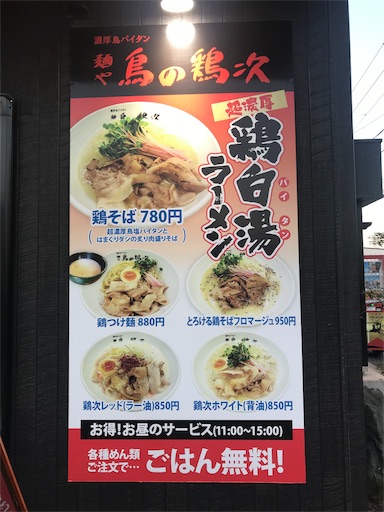 濃厚鳥パイタン
麺や 鳥の鶏次
超濃厚
鶏白湯
パイタン
ラーメン
鶏そば 780円
(超濃厚鳥塩パイタンと
はまぐりダシの炙り肉盛りそば)
鶏つけ麺 880円
とろける鶏そばフロマージュ950円
鶏次レッド(ラー油)850円
鶏次ホワイト(背油)850円
お得!お昼のサービス(11:00~15:00)
各種めん類
ご注文で…
ごはん無料!